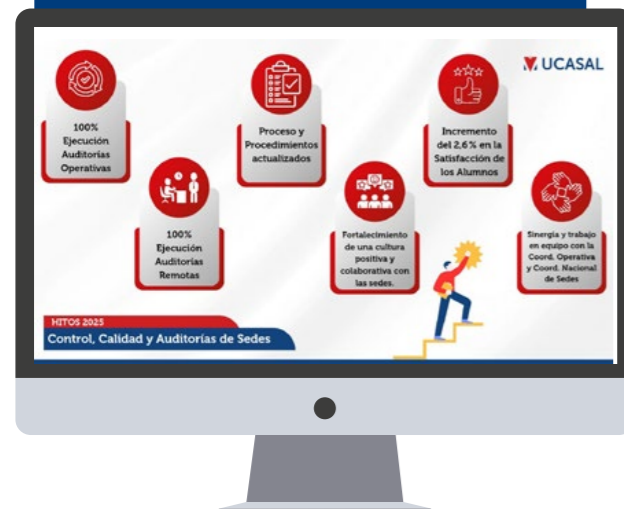 UCASAL
100%
Ejecución
Auditorías
Operativas
Proceso y
Procedimientos
actualizados
Incremento
del 2,6% en la
Satisfacción de
los Alumnos
100%
Ejecución
Auditorías
Remotas
Fortalecimiento
de una cultura
positiva y
colaborativa con
las sedes.
Sinergia y trabajo
en equipo con la
Coord. Operativa
y Coord. Nacional
de Sedes
HITOS 2025
Control, Calidad y Auditorías de Sedes